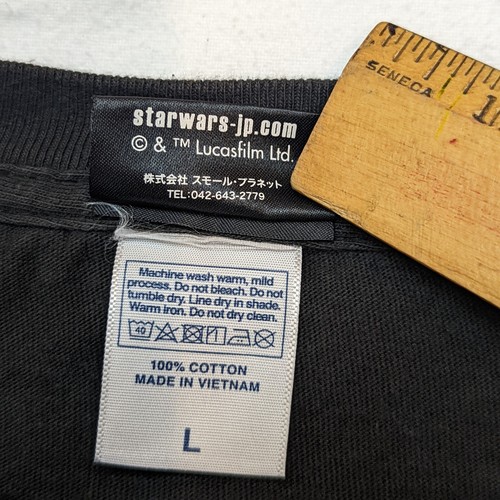 starwars-jp.com
© & ™ Lucasfilm Ltd.
株式会社 スモール・プラネット
TEL:042-643-2779
SENECA
1
Machine wash warm, mild
process. Do not bleach. Do not
tumble dry. Line dry in shade.
Warm iron. Do not dry clean.
40
100% COTTON
MADE IN VIETNAM
L